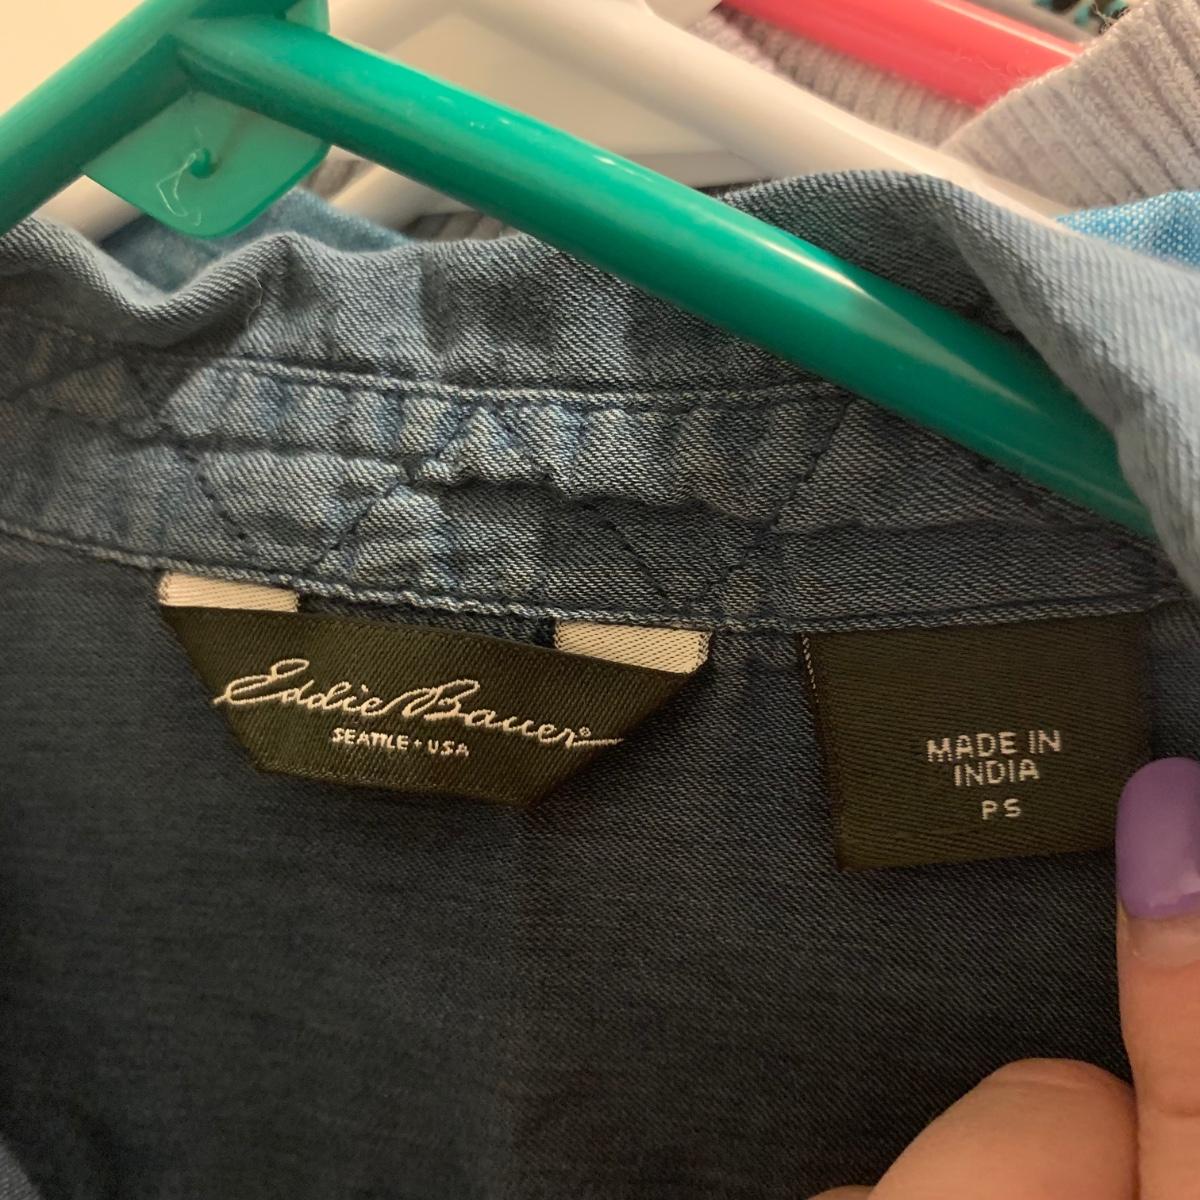 Eddie Bauer®
SEATTLE • USA
MADE IN
INDIA
PS